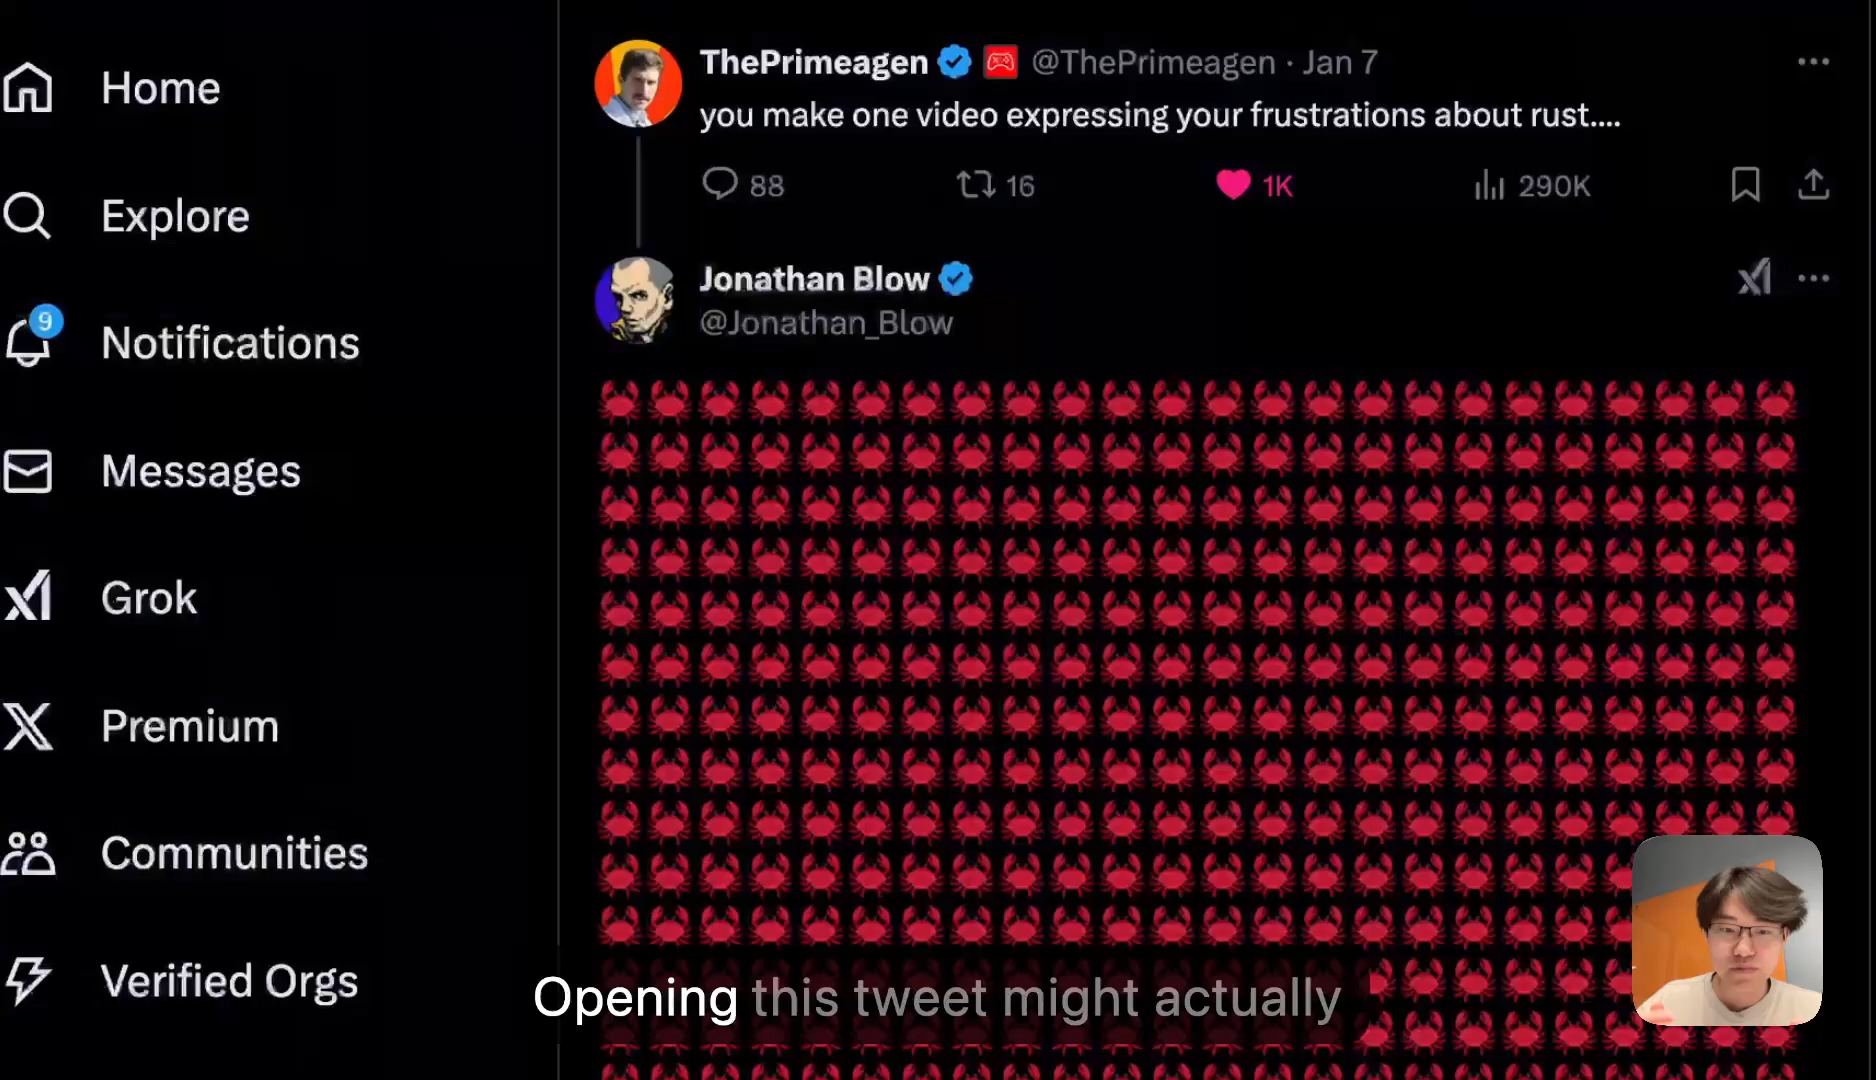 Home
Explore
9
Notifications
Messages
Grok
Premium
Communities
Verified Orgs
ThePrimeagen @ThePrimeagen · Jan 7
you make one video expressing your frustrations about rust....
88 16 1K 290K
Jonathan Blow
@Jonathan_Blow
Opening this tweet might actually